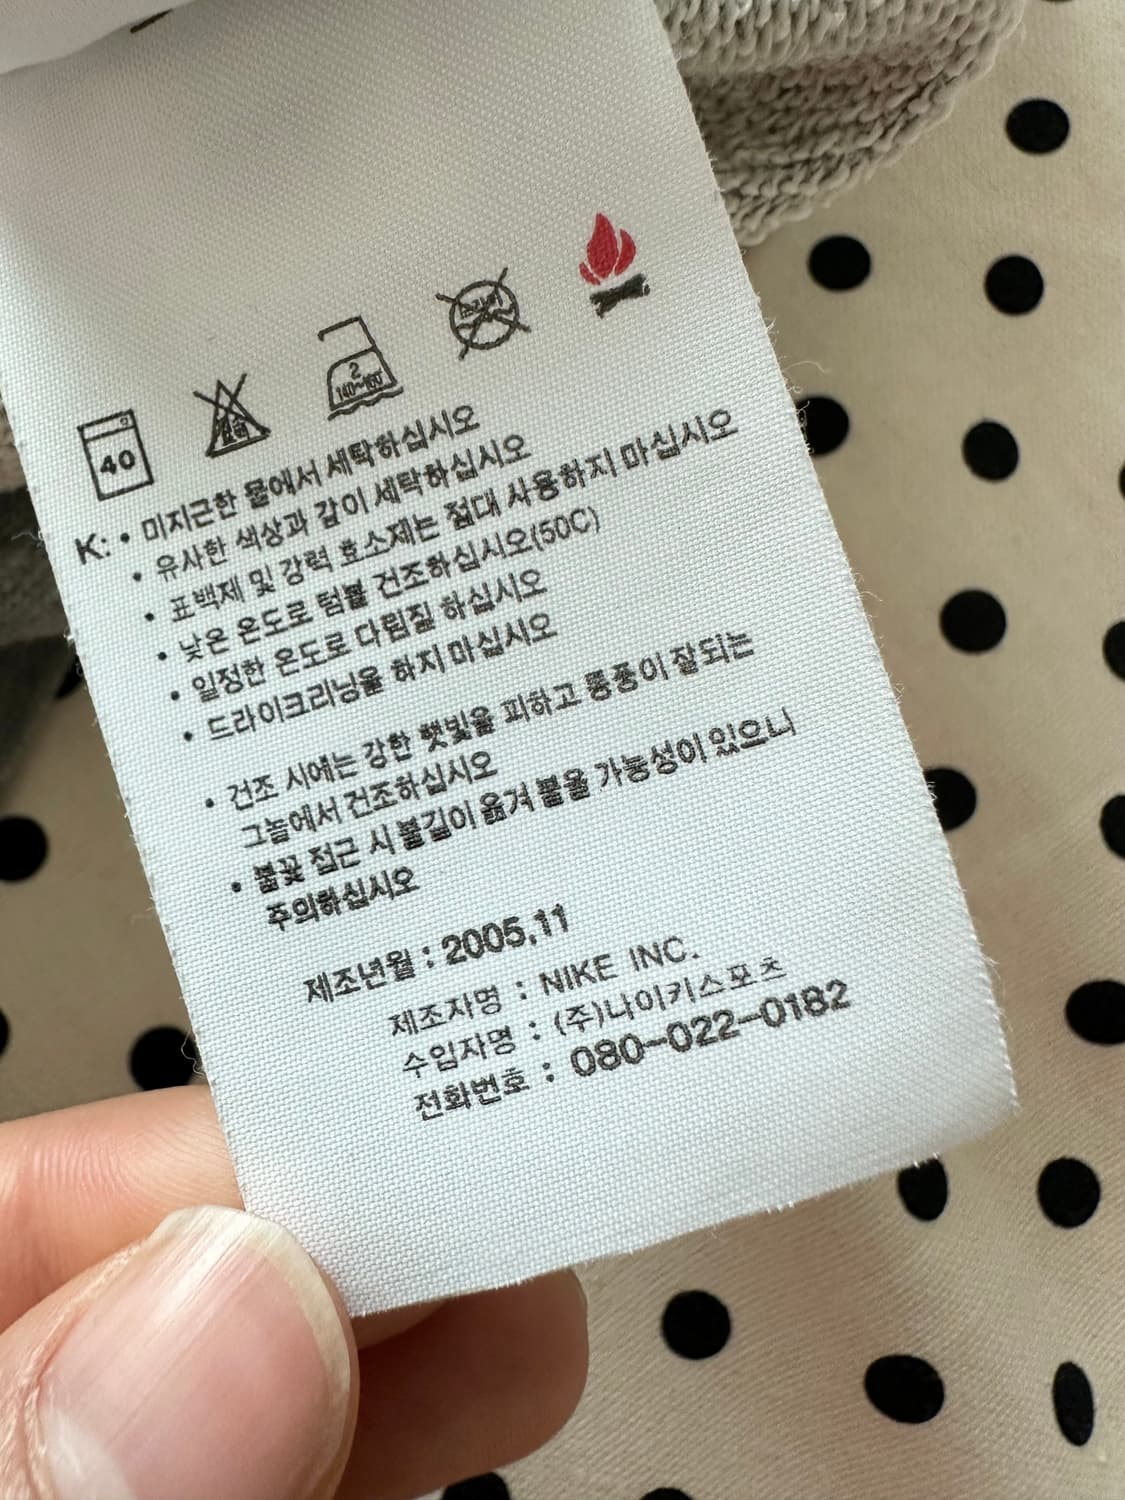 40
2
140~160
K: • 미지근한 물에서 세탁하십시오
• 유사한 색상과 같이 세탁하십시오
• 표백제 및 강력 효소제는 절대 사용하지 마십시오
• 낮은 온도로 텀블 건조하십시오(50C)
• 일정한 온도로 다림질 하십시오
• 드라이크리닝을 하지 마십시오
• 건조 시에는 강한 햇빛을 피하고 통풍이 잘되는
그늘에서 건조하십시오
• 불꽃 접근 시 불길이 옮겨 붙을 가능성이 있으니
주의하십시오
제조년월 : 2005.11
제조자명 : NIKE INC.
수입자명 : (주)나이키스포츠
전화번호 : 080-022-0182